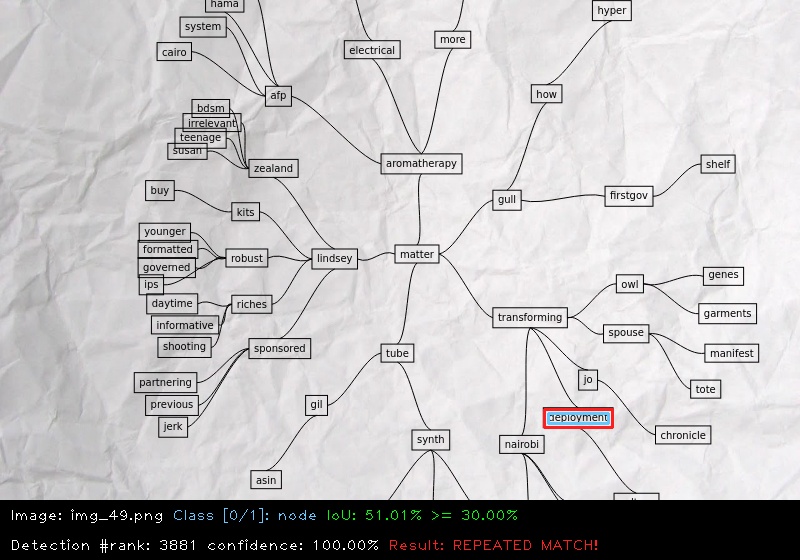 hama
hyper
system
more
electrical
cairo
afp
how
bdsm
irrelevant
teenage
susan
aromatherapy
shelf
zealand
buy
firstgov
gull
kits
younger
formatted
matter
robust
lindsey
governed
genes
ips
owl
daytime
riches
garments
transforming
informative
spouse
shooting
sponsored
tube
manifest
jo
partnering
tote
previous
gil
deployment
jerk
chronicle
synth
nairobi
asin
Image: img_49.png Class [0/1]: node IoU: 51.01% >= 30.00%
Detection #rank: 3881 confidence: 100.00% Result: REPEATED MATCH!